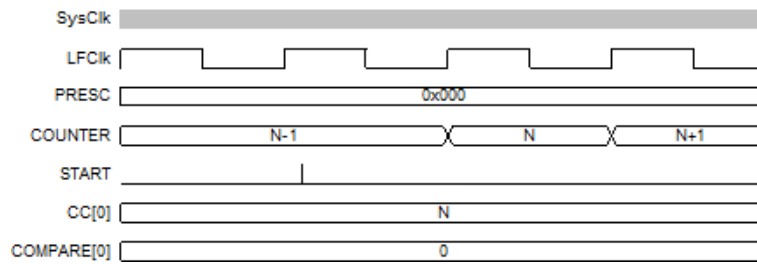 SysClk
LFClk
PRESC 0x000
COUNTER N-1 N N+1
START
CC[0] N
COMPARE[0] 0